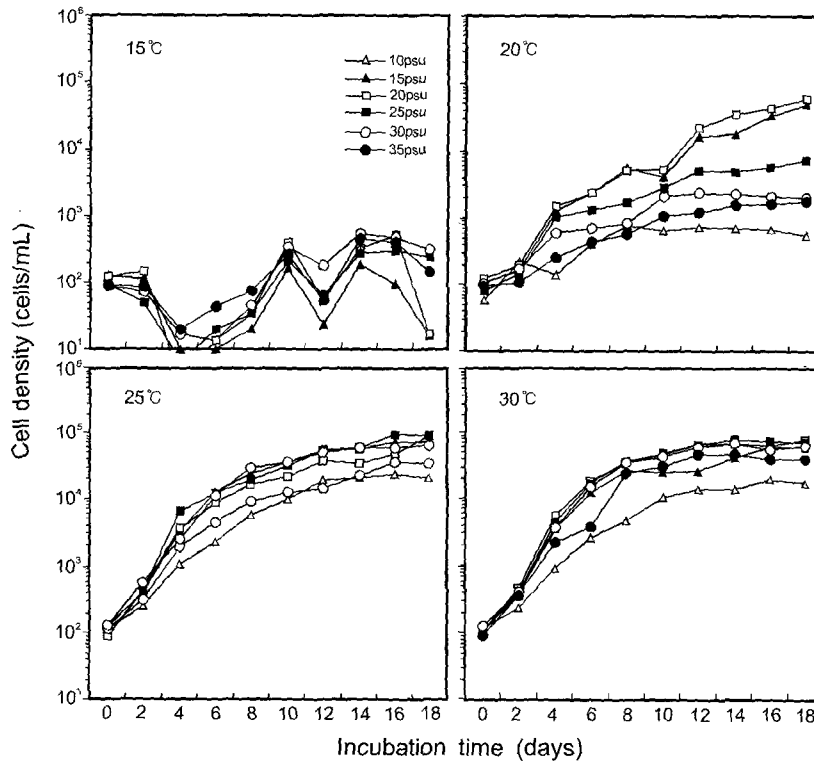 10⁶
10⁵
10⁴
10³
10²
10¹
15℃
10psu
15psu
20psu
25psu
30psu
35psu
20℃
10⁶
10⁵
10⁴
10³
10²
10¹
25℃
30℃
Cell density (cells/mL)
0 2 4 6 8 10 12 14 16 18
0 2 4 6 8 10 12 14 16 18
Incubation time (days)